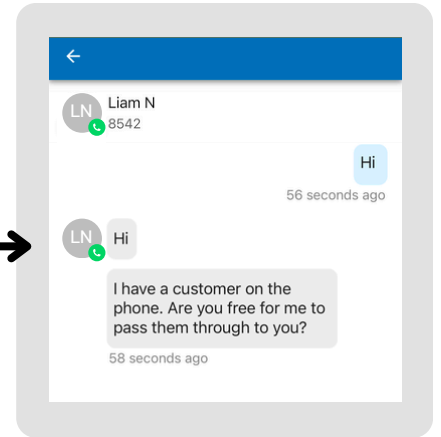 LN
Liam N
8542
Hi
56 seconds ago
LN
Hi
I have a customer on the
phone. Are you free for me to
pass them through to you?
58 seconds ago